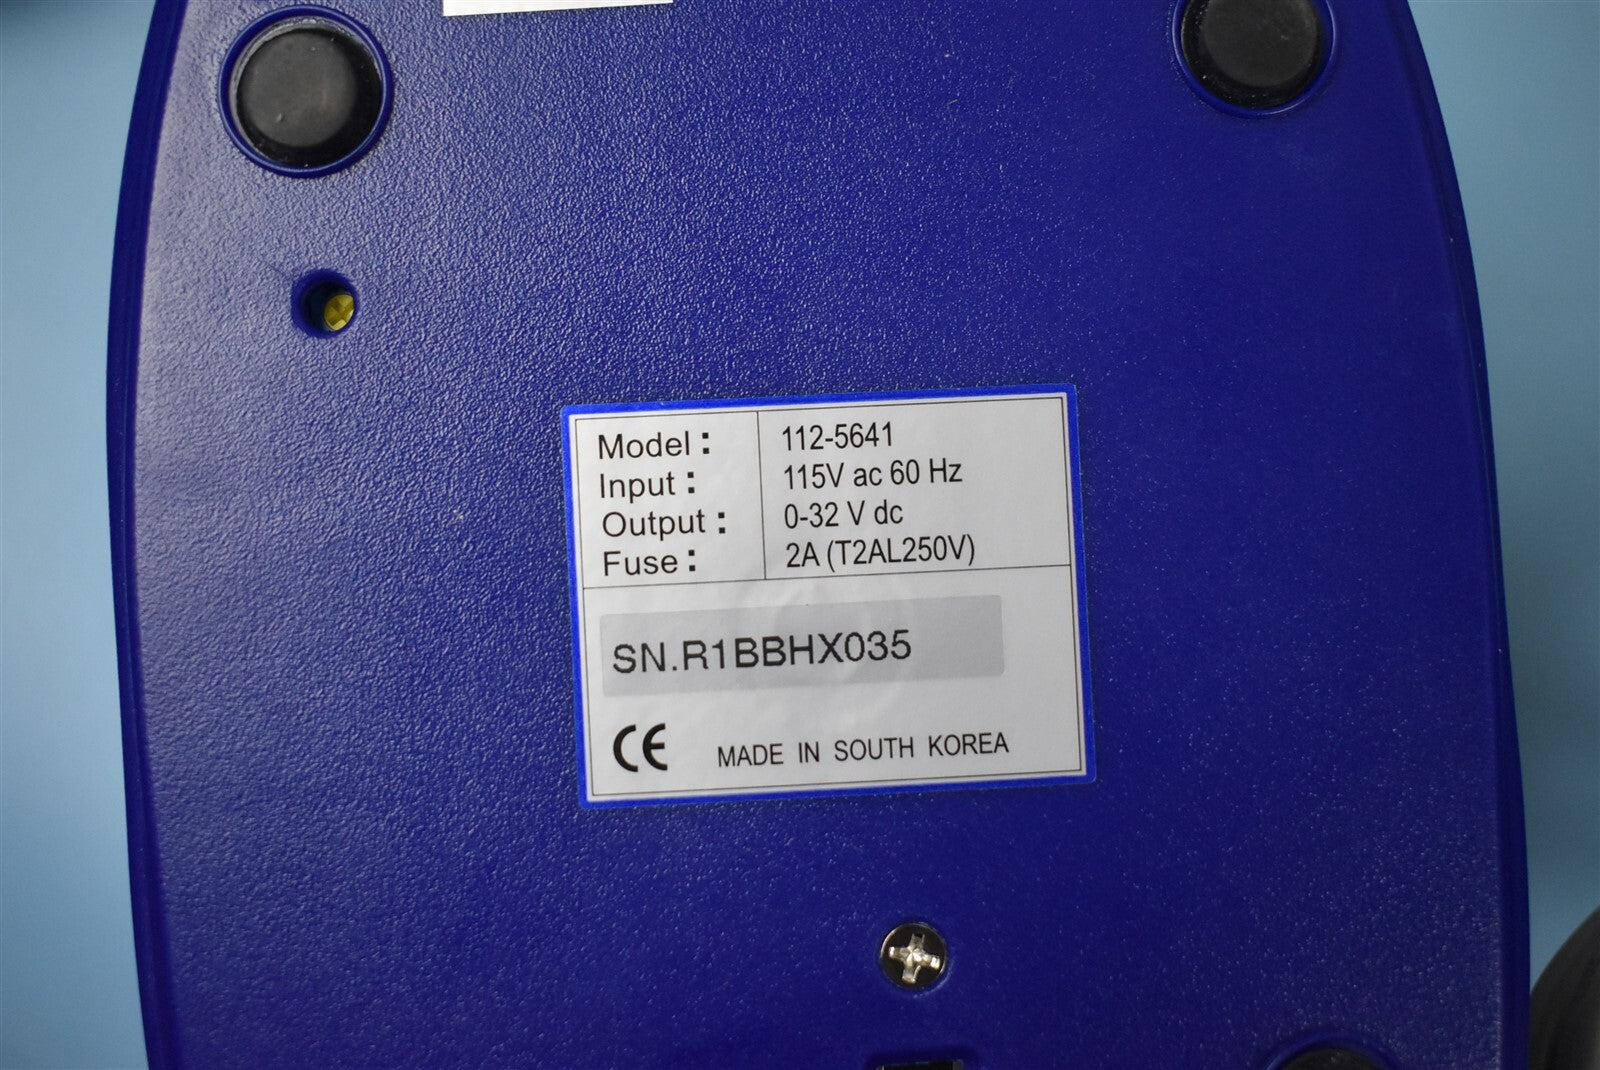 Model : 112-5641
Input : 115V ac 60 Hz
Output : 0-32 V dc
Fuse : 2A (T2AL250V)
SN.R1BBHX035
CE MADE IN SOUTH KOREA